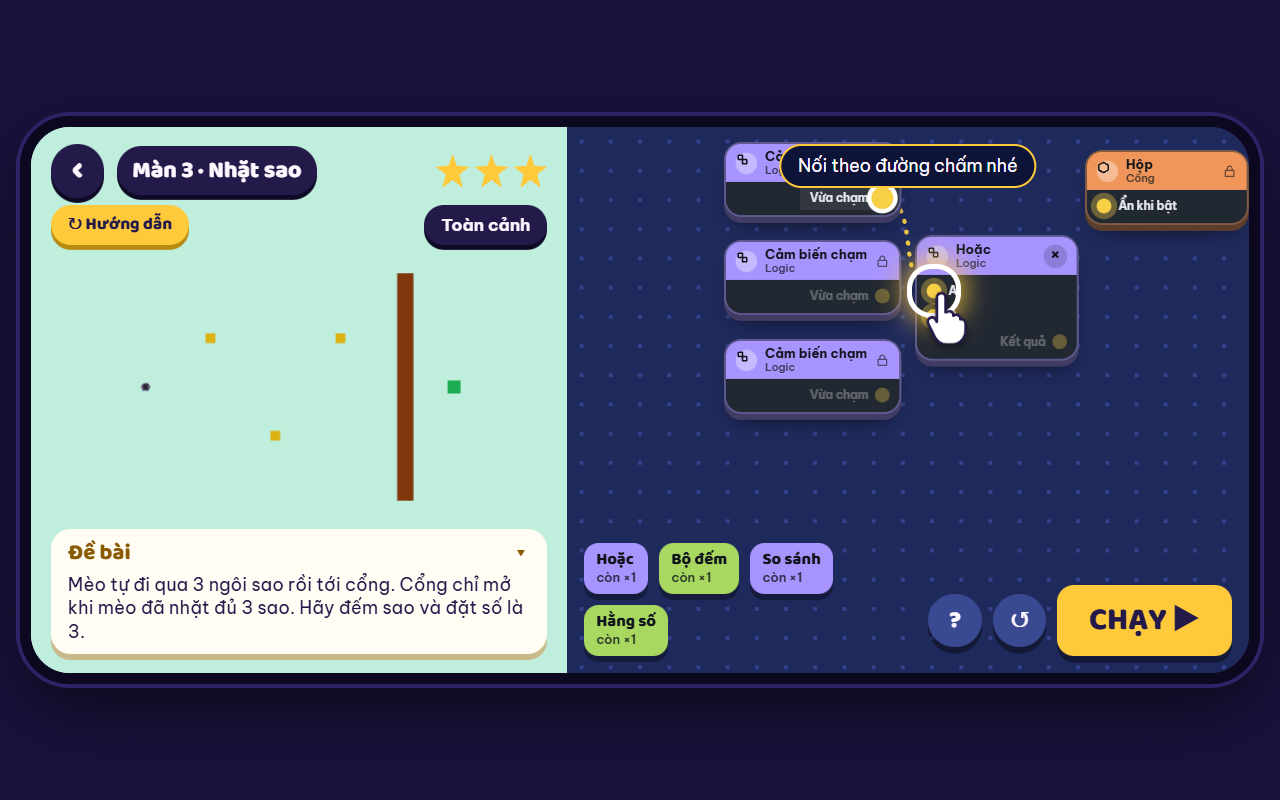 Màn 3 • Nhặt sao
↻ Hướng dẫn
Toàn cảnh
Đề bài
Mèo tự đi qua 3 ngôi sao rồi tới cổng. Cổng chỉ mở
khi mèo đã nhặt đủ 3 sao. Hãy đếm sao và đặt số là
3.
Nối theo đường chấm nhé
Vừa chạm
Cảm biến chạm
Logic
Vừa chạm
Cảm biến chạm
Logic
Vừa chạm
Hoặc
Logic
Kết quả
Hộp
Cổng
Ẩn khi bật
Hoặc
còn ×1
Bộ đếm
còn ×1
So sánh
còn ×1
Hằng số
còn ×1
?
CHẠY